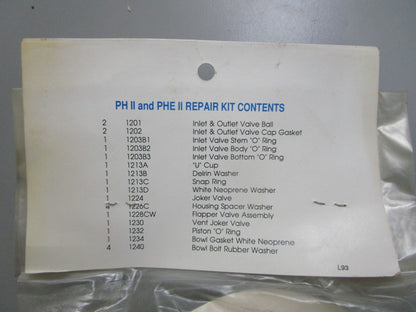 PH II and PHE II REPAIR KIT CONTENTS
2 1201 Inlet & Outlet Valve Ball
2 1202 Inlet & Outlet Valve Cap Gasket
1 1203B1 Inlet Valve Stem "O" Ring
1 1203B2 Inlet Valve Body "O" Ring
1 1203B3 Inlet Valve Bottom "O" Ring
1 1213A "U" Cup
1 1213B Delrin Washer
1 1213C Snap Ring
1 1213D White Neoprene Washer
1 1224 Joker Valve
1226C Housing Spacer Washer
1 1228CW Flapper Valve Assembly
1 1230 Vent Joker Valve
1 1232 Piston "O" Ring
1 1234 Bowl Gasket White Neoprene
4 1240 Bowl Bolt Rubber Washer
L93